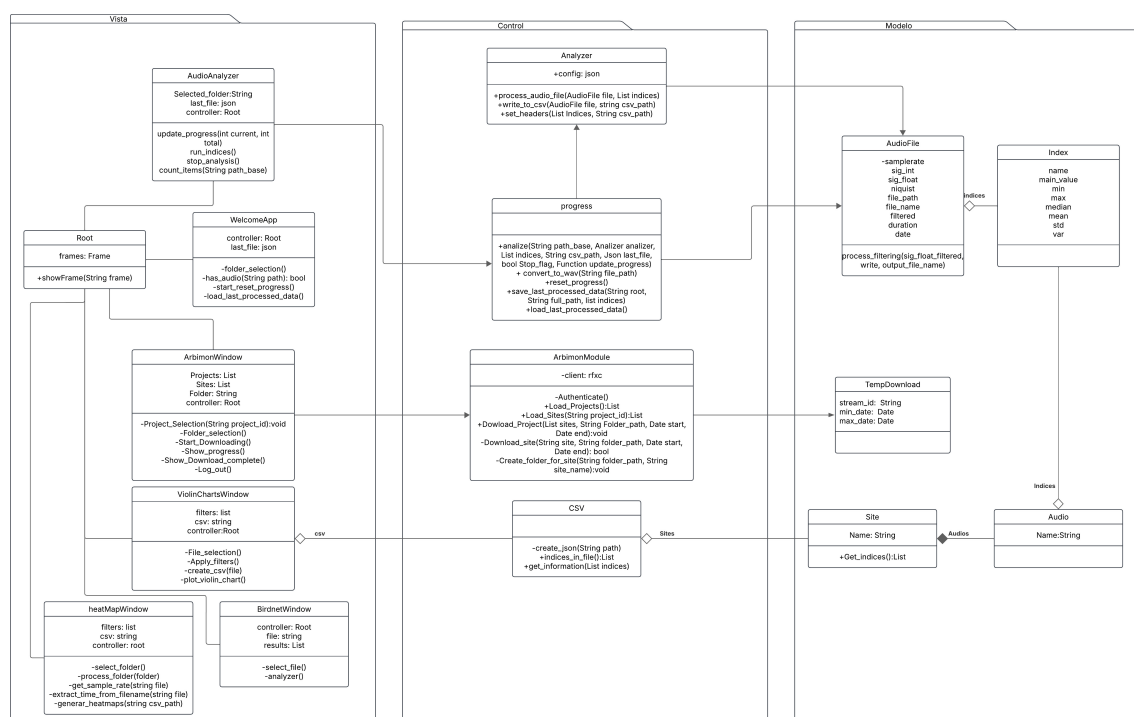 Vista
AudioAnalyzer
Selected_folder:String
last_file: json
controller: Root
update_progress(int current, int
total)
run_indices()
stop_analysis()
count_items(String path_base)
Root
frames: Frame
+showFrame(String frame)
WelcomeApp
controller: Root
last_file: json
-folder_selection()
-has_audio(String path): bool
-start_reset_progress()
-load_last_processed_data()
ArbimonWindow
Projects: List
Sites: List
Folder: String
controller: Root
-Project_Selection(String project_id):void
-Folder_selection()
-Start_Downloading()
-Show_progress()
-Show_Download_complete()
-Log_out()
ViolinChartsWindow
filters: list
csv: string
controller:Root
-File_selection()
-Apply_filters()
-create_csv(file)
-plot_violin_chart()
heatMapWindow
filters: list
csv: string
controller: root
-select_folder()
-process_folder(folder)
-get_sample_rate(string file)
-extract_time_from_filename(string file)
-generar_heatmaps(string csv_path)
BirdnetWindow
controller: Root
file: string
results: List
-select_file()
-analyzer()
csv
Control
Analyzer
+config: json
+process_audio_file(AudioFile file, List indices)
+write_to_csv(AudioFile file, string csv_path)
+set_headers(List Indices, String csv_path)
progress
+analize(String path_base, Analizer analizer,
List indices, String csv_path, Json last_file,
bool Stop_flag, Function update_progress)
+ convert_to_wav(String file_path)
+reset_progress()
+save_last_processed_data(String root,
String full_path, list indices)
+load_last_processed_data()
ArbimonModule
-client: rfxc
-Authenticate()
+Load_Projects():List
+Load_Sites(String project_id):List
+Dowload_Project(List sites, String Folder_path, Date start,
Date end):void
-Download_site(String site, String folder_path, Date start,
Date end): bool
-Create_folder_for_site(String folder_path, String
site_name):void
CSV
-create_json(String path)
+indices_in_file():List
+get_information(List indices)
Sites
Modelo
AudioFile
-samplerate
sig_int
sig_float
niquist
file_path
file_name
filtered
duration
date
process_filtering(sig_float_filtered,
write, output_file_name)
indices
Index
name
main_value
min
max
median
mean
std
var
TempDownload
stream_id: String
min_date: Date
max_date: Date
Indices
Site
Name: String
+Get_indices():List
Audios
Audio
Name:String